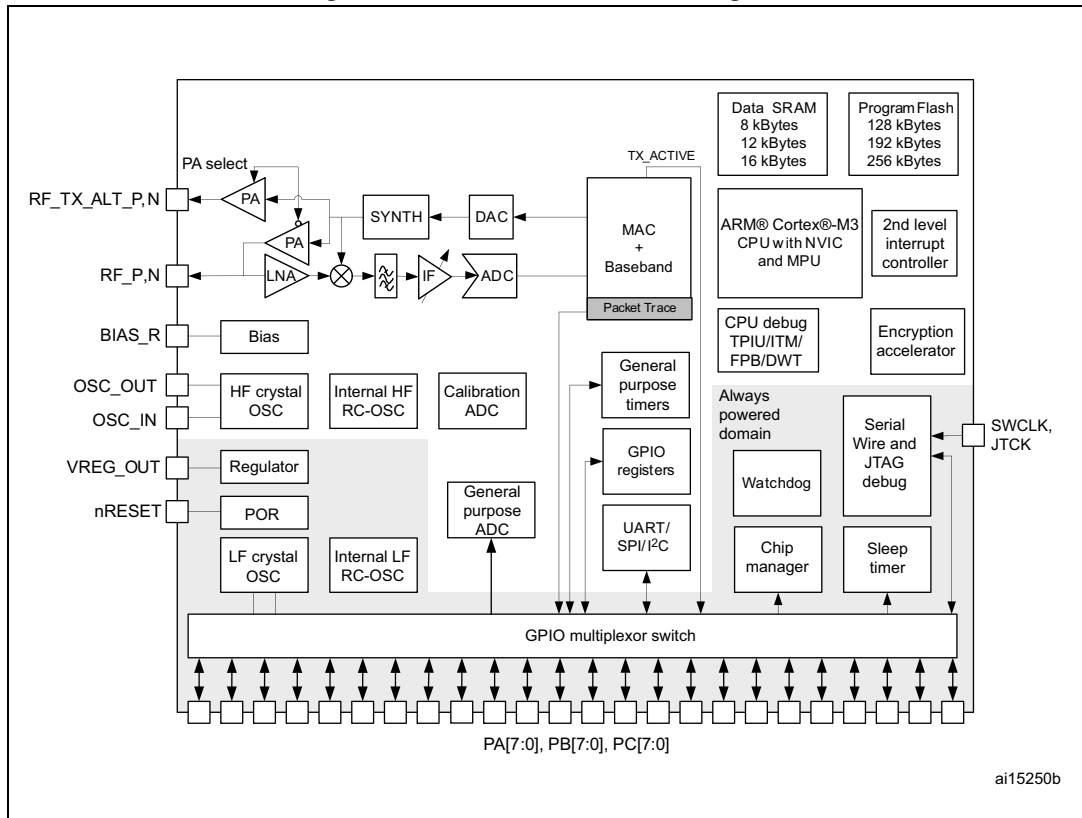 Data SRAM
8 kBytes
12 kBytes
16 kBytes
Program Flash
128 kBytes
192 kBytes
256 kBytes
PA select
TX_ACTIVE
RF_TX_ALT_P,N
PA
SYNTH
DAC
MAC
+
Baseband
ARM® Cortex®-M3
CPU with NVIC
and MPU
2nd level
interrupt
controller
PA
RF_P,N
LNA
IF
ADC
Packet Trace
BIAS_R
Bias
CPU debug
TPIU/ITM/
FPB/DWT
Encryption
accelerator
OSC_OUT
OSC_IN
HF crystal
OSC
Internal HF
RC-OSC
Calibration
ADC
General
purpose
timers
Always
powered
domain
Serial
Wire and
JTAG
debug
SWCLK,
JTCK
VREG_OUT
Regulator
GPIO
registers
Watchdog
nRESET
POR
General
purpose
ADC
UART/
SPI/I²C
LF crystal
OSC
Internal LF
RC-OSC
Chip
manager
Sleep
timer
GPIO multiplexor switch
PA[7:0], PB[7:0], PC[7:0]
ai15250b